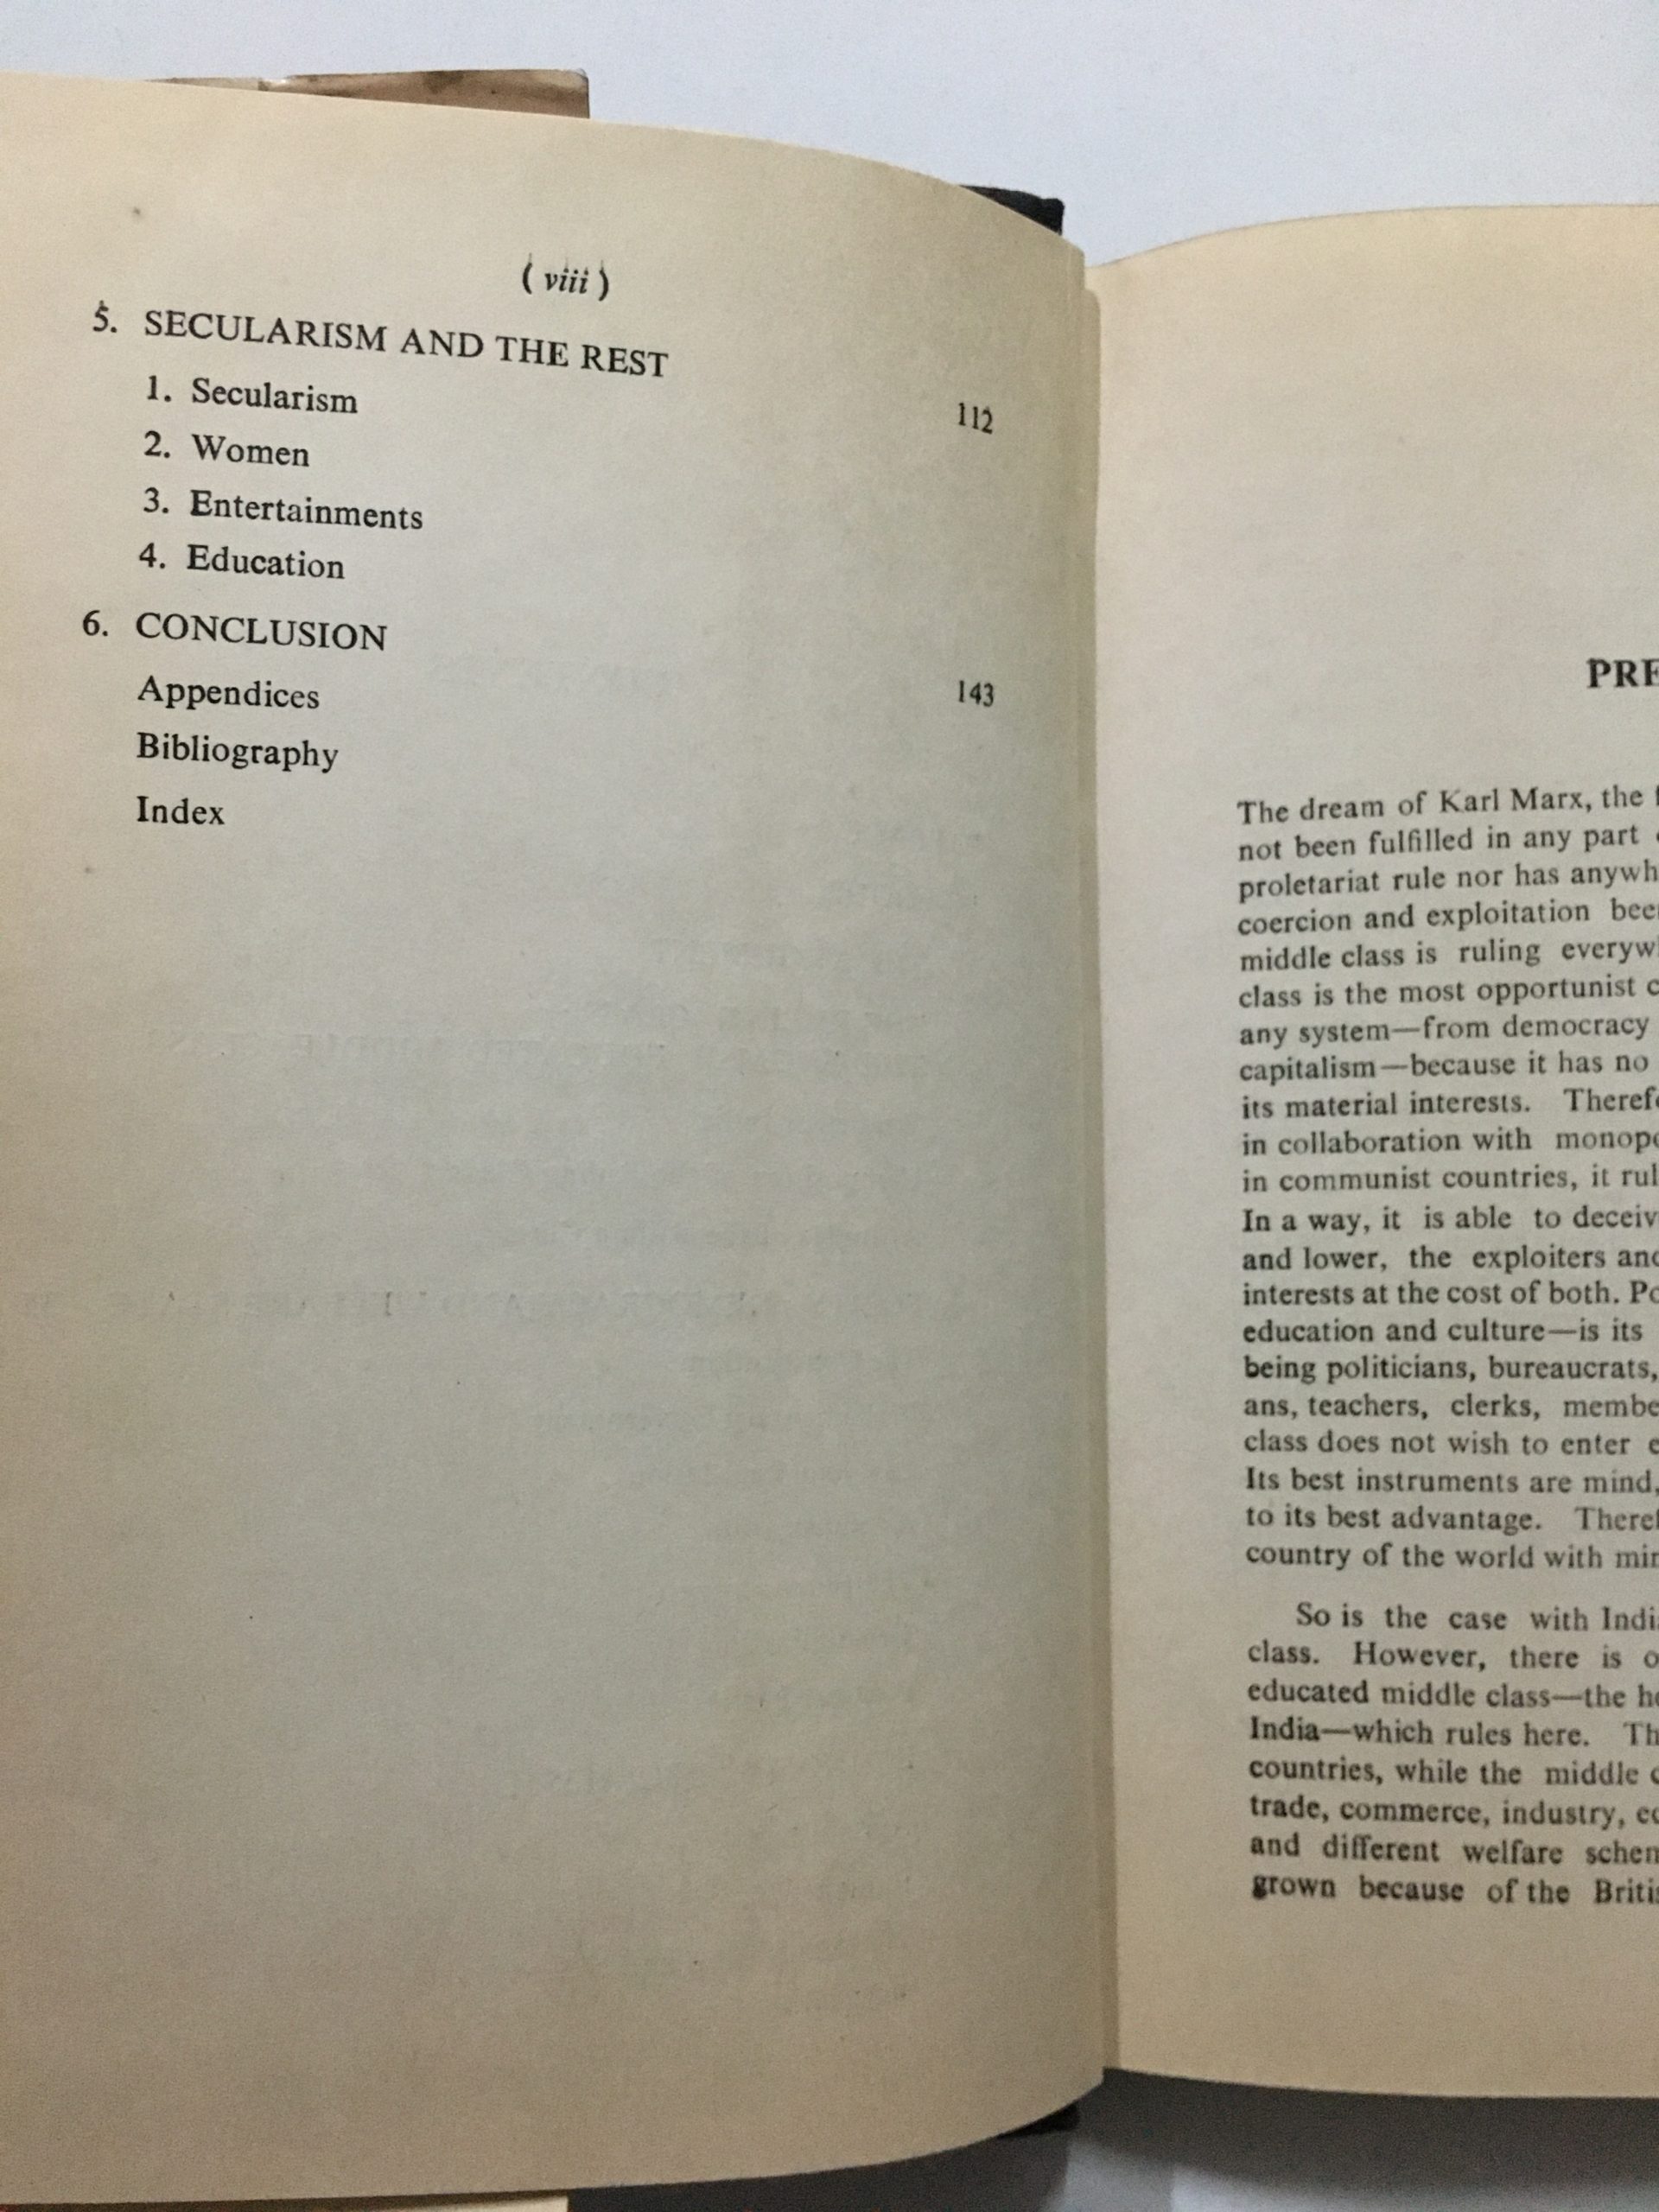 ( viii )
5. SECULARISM AND THE REST 112
1. Secularism
2. Women
3. Entertainments
4. Education
6. CONCLUSION 143
Appendices
Bibliography
Index
PRE
The dream of Karl Marx, the
not been fulfilled in any part
proletariat rule nor has anywh
coercion and exploitation bee
middle class is ruling everyw
class is the most opportunist
any system—from democracy
capitalism—because it has no
its material interests. Theref
in collaboration with monop
in communist countries, it rul
In a way, it is able to deceiv
and lower, the exploiters and
interests at the cost of both. Po
education and culture—is its
being politicians, bureaucrats,
ans, teachers, clerks, membe
class does not wish to enter
Its best instruments are mind,
to its best advantage. Theref
country of the world with
So is the case with Indi
class. However, there is
educated middle class—the
India—which rules here. Th
countries, while the middle
trade, commerce, industry,
and different welfare schem
grown because of the Britis